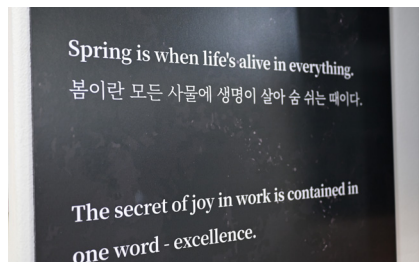 Spring is when life's alive in everything.
봄이란 모든 사물에 생명이 살아 숨 쉬는 때이다.
The secret of joy in work is contained in
one word - excellence.